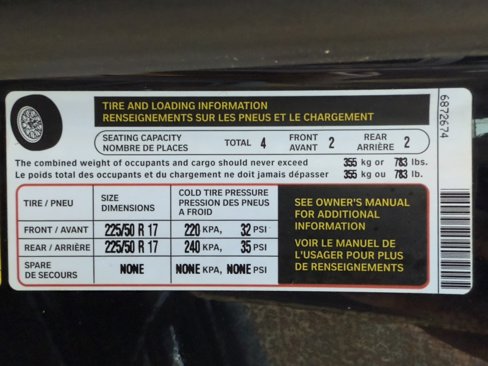 TIRE AND LOADING INFORMATION
RENSEIGNEMENTS SUR LES PNEUS ET LE CHARGEMENT
SEATING CAPACITY
NOMBRE DE PLACES
TOTAL 4
FRONT
AVANT 2
REAR
ARRIÈRE 2
The combined weight of occupants and cargo should never exceed 355 kg or 783 lbs.
Le poids total des occupants et du chargement ne doit jamais dépasser 355 kg ou 783 lb.
TIRE / PNEU
SIZE
DIMENSIONS
COLD TIRE PRESSURE
PRESSION DES PNEUS
A FROID
FRONT / AVANT 225/50 R 17 220 KPA, 32 PSI
REAR / ARRIÈRE 225/50 R 17 240 KPA, 35 PSI
SPARE
DE SECOURS NONE NONE KPA, NONE PSI
SEE OWNER'S MANUAL
FOR ADDITIONAL
INFORMATION
VOIR LE MANUEL DE
L'USAGER POUR PLUS
DE RENSEIGNEMENTS
6872674